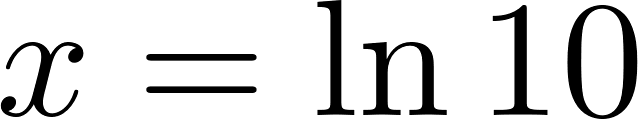 x = ln 10